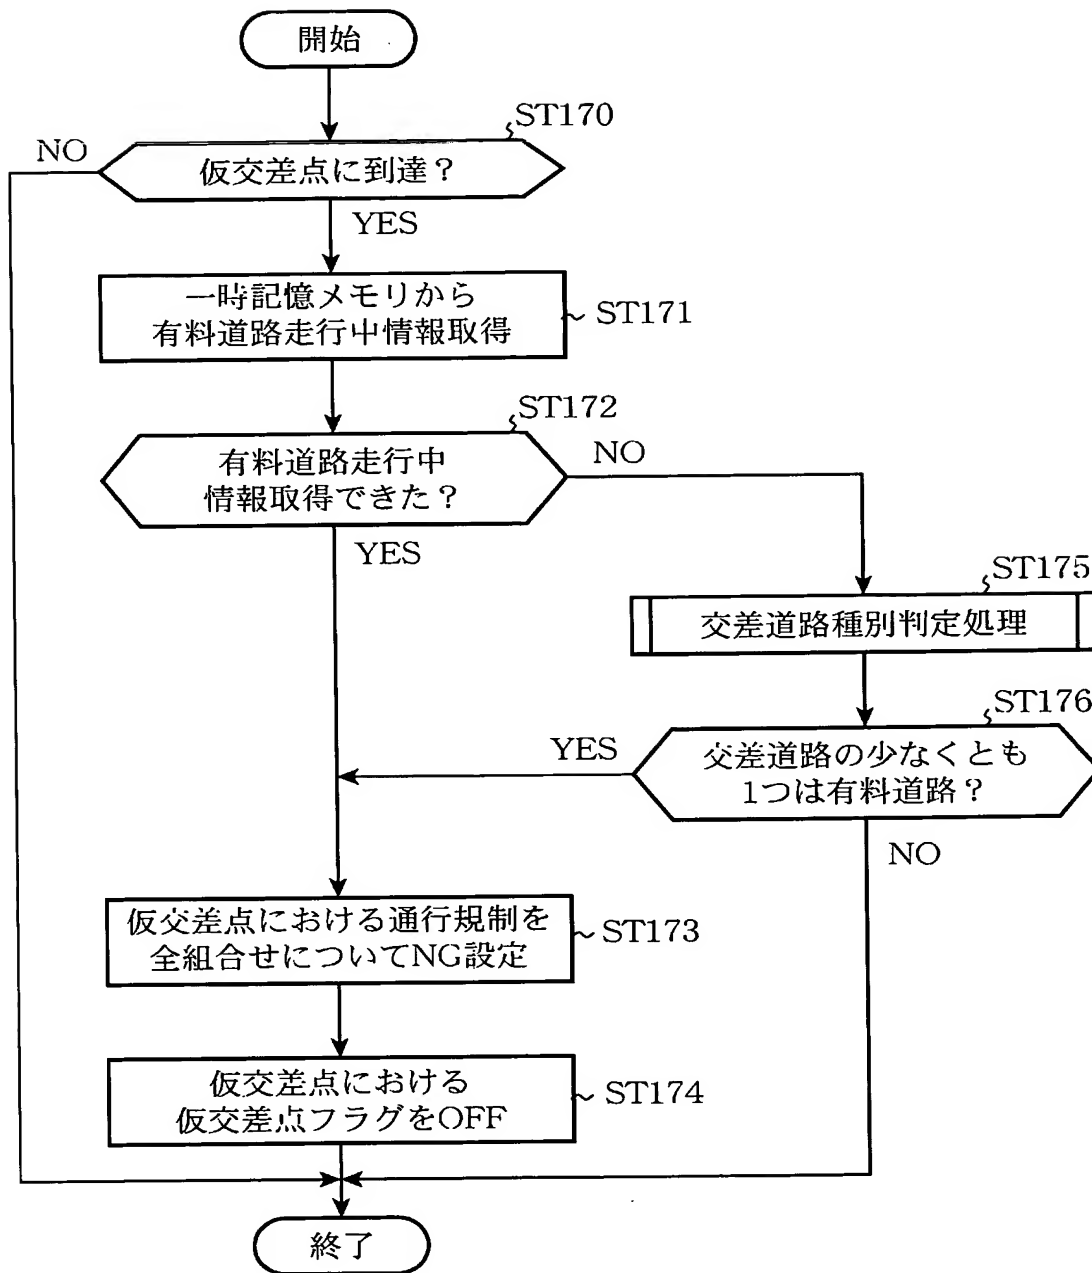 開始
ST170
NO
仮交差点に到達？
YES
一時記憶メモリから
有料道路走行中情報取得
ST171
ST172
有料道路走行中
情報取得できた？
NO
YES
ST175
交差道路種別判定処理
ST176
交差道路の少なくとも
1つは有料道路？
YES
NO
仮交差点における通行規制を
全組合せについてNG設定
ST173
仮交差点における
仮交差点フラグをOFF
ST174
終了